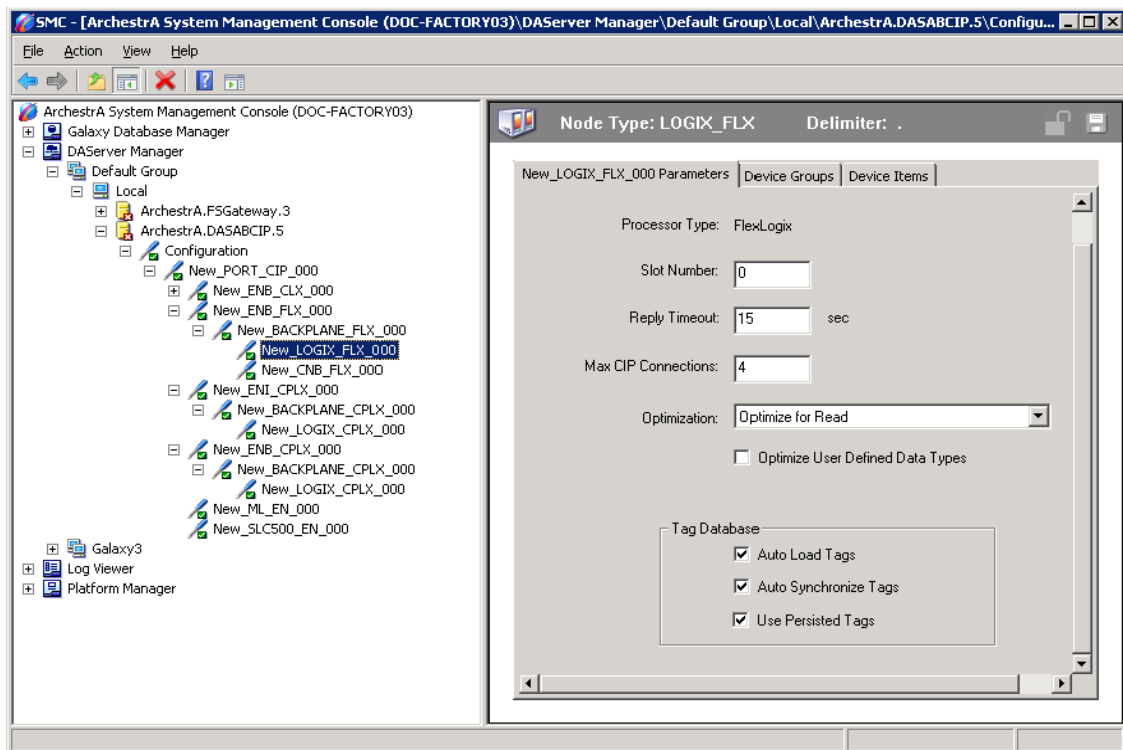 SMC - [ArchestrA System Management Console (DOC-FACTORY03)\DAServer Manager\Default Group\Local\ArchestrA.DASABCIP.5\Configu...
File Action View Help
ArchestrA System Management Console (DOC-FACTORY03)
Galaxy Database Manager
DAServer Manager
Default Group
Local
ArchestrA.FSGateway.3
ArchestrA.DASABCIP.5
Configuration
New_PORT_CIP_000
New_ENB_CLX_000
New_ENB_FLX_000
New_BACKPLANE_FLX_000
New_LOGIX_FLX_000
New_CNB_FLX_000
New_ENI_CPLX_000
New_BACKPLANE_CPLX_000
New_LOGIX_CPLX_000
New_ENB_CPLX_000
New_BACKPLANE_CPLX_000
New_LOGIX_CPLX_000
New_ML_EN_000
New_SLC500_EN_000
Galaxy3
Log Viewer
Platform Manager
Node Type: LOGIX_FLX Delimiter: .
New_LOGIX_FLX_000 Parameters Device Groups Device Items
Processor Type: FlexLogix
Slot Number: 0
Reply Timeout: 15 sec
Max CIP Connections: 4
Optimization: Optimize for Read
Optimize User Defined Data Types
Tag Database
Auto Load Tags
Auto Synchronize Tags
Use Persisted Tags